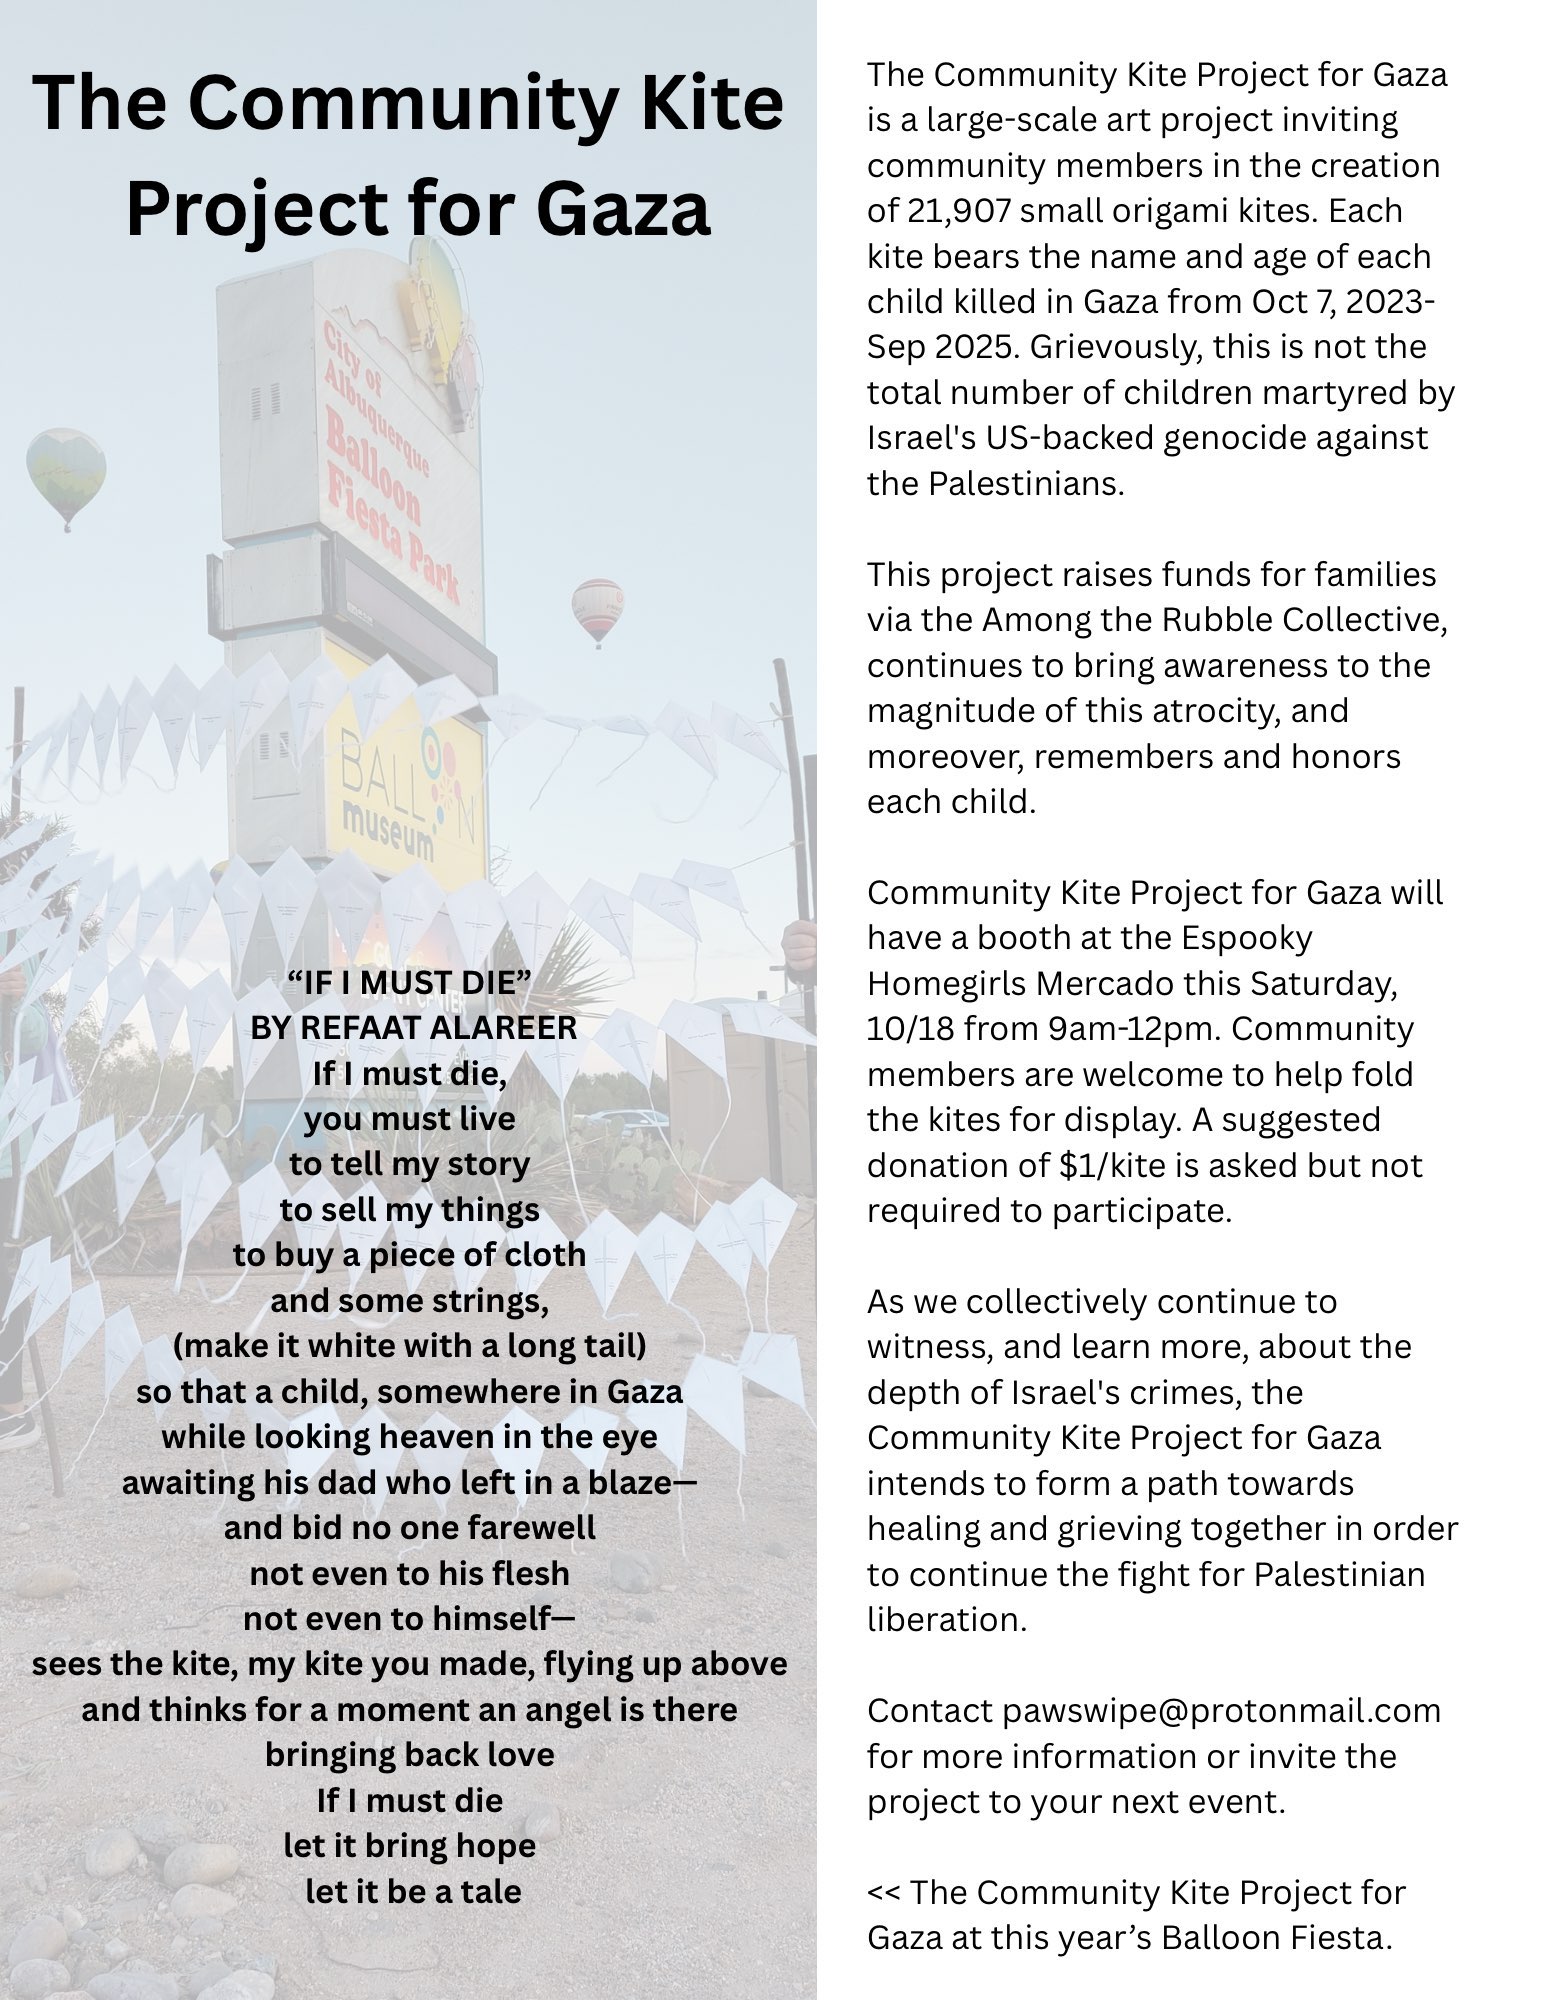 The Community Kite
Project for Gaza
City of
Albuquerque
Balloon
Fiesta Park
BALLOON
museum
“IF I MUST DIE”
BY REFAAT ALAREER
If I must die,
you must live
to tell my story
to sell my things
to buy a piece of cloth
and some strings,
(make it white with a long tail)
so that a child, somewhere in Gaza
while looking heaven in the eye
awaiting his dad who left in a blaze—
and bid no one farewell
not even to his flesh
not even to himself—
sees the kite, my kite you made, flying up above
and thinks for a moment an angel is there
bringing back love
If I must die
let it bring hope
let it be a tale
The Community Kite Project for Gaza
is a large-scale art project inviting
community members in the creation
of 21,907 small origami kites. Each
kite bears the name and age of each
child killed in Gaza from Oct 7, 2023-
Sep 2025. Grievously, this is not the
total number of children martyred by
Israel's US-backed genocide against
the Palestinians.
This project raises funds for families
via the Among the Rubble Collective,
continues to bring awareness to the
magnitude of this atrocity, and
moreover, remembers and honors
each child.
Community Kite Project for Gaza will
have a booth at the Espooky
Homegirls Mercado this Saturday,
10/18 from 9am-12pm. Community
members are welcome to help fold
the kites for display. A suggested
donation of $1/kite is asked but not
required to participate.
As we collectively continue to
witness, and learn more, about the
depth of Israel's crimes, the
Community Kite Project for Gaza
intends to form a path towards
healing and grieving together in order
to continue the fight for Palestinian
liberation.
Contact pawswipe@protonmail.com
for more information or invite the
project to your next event.
<< The Community Kite Project for
Gaza at this year’s Balloon Fiesta.